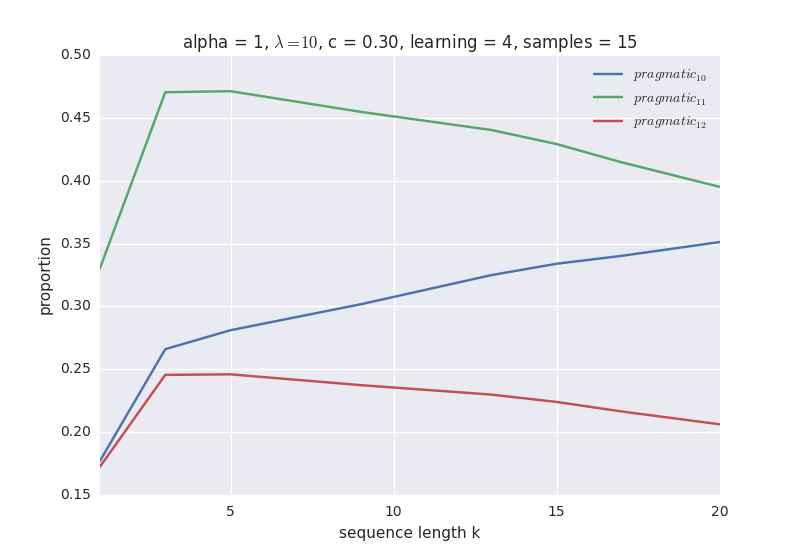 alpha = 1, λ=10, c = 0.30, learning = 4, samples = 15
0.50
0.45
0.40
0.35
0.30
0.25
0.20
0.15
proportion
pragmatic₁₀
pragmatic₁₁
pragmatic₁₂
5 10 15 20
sequence length k